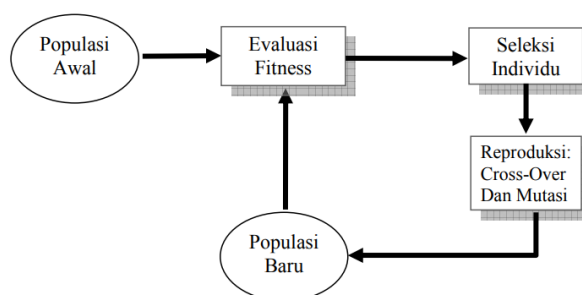 Populasi
Awal
Evaluasi
Fitness
Seleksi
Individu
Reproduksi:
Cross-Over
Dan Mutasi
Populasi
Baru